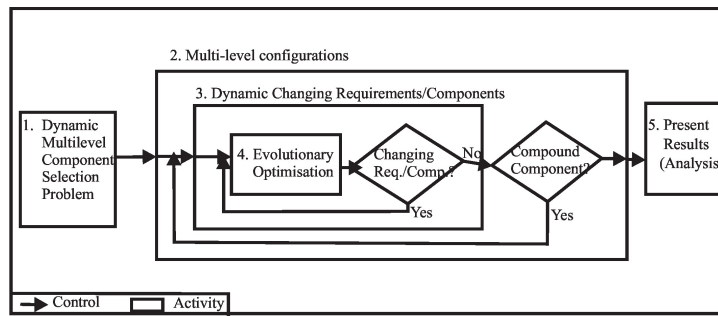 2. Multi-level configurations
3. Dynamic Changing Requirements/Components
1. Dynamic
Multilevel
Component
Selection
Problem
4. Evolutionary
Optimisation
Changing
Req./Comp.?
No
Yes
Compound
Component?
Yes
5. Present
Results
(Analysis
Control
Activity